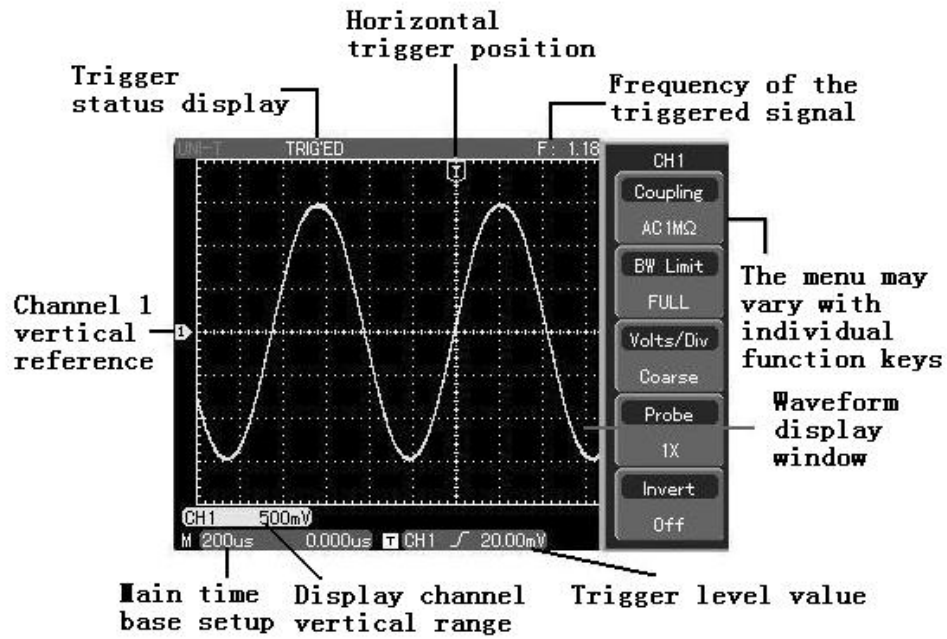 Horizontal
trigger position
Trigger
status display
Frequency of the
triggered signal
UNI-T TRIG'ED F: 1.18
T
CH1
Coupling
AC1MΩ
BW Limit
FULL
The menu may
vary with
individual
function keys
Channel 1
vertical
reference
1
Volts/Div
Coarse
Probe
1X
Waveform
display
window
Invert
Off
CH1 500mV
M 200us 0.000us T CH1 20.00mV
Main time
base setup
Display channel
vertical range
Trigger level value